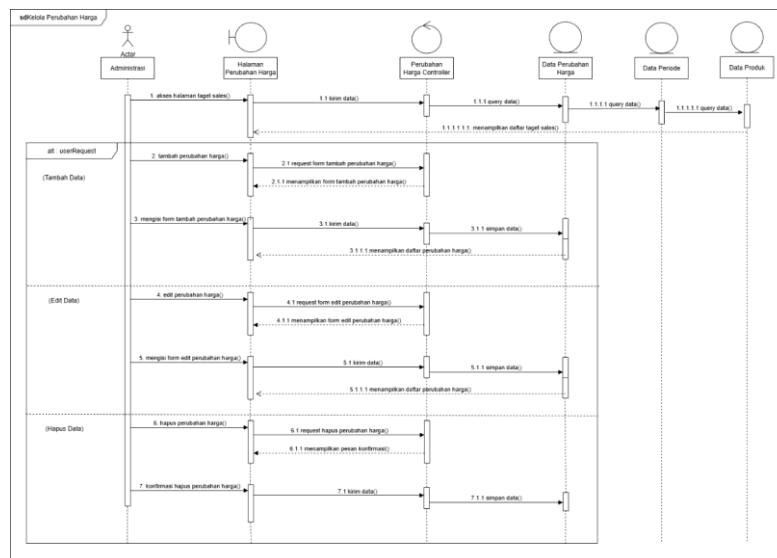 sdKelola Perubahan Harga
Actor
Administrasi
Halaman
Perubahan Harga
Perubahan
Harga Controller
Data Perubahan
Harga
Data Periode
Data Produk
1. akses halaman taget sales()
1.1 kirim data()
1.1.1 query data()
1.1.1.1 query data()
1.1.1.1.1 query data()
1.1.1.1.1.1. menampilkan daftar taget sales()
alt : userRequest
(Tambah Data)
2. tambah perubahan harga()
2.1 request form tambah perubahan harga()
2.1.1 menampilkan form tambah perubahan harga()
3. mengisi form tambah perubahan harga()
3.1 kirim data()
3.1.1 simpan data()
3.1.1.1 menampilkan daftar perubahan harga()
(Edit Data)
4. edit perubahan harga()
4.1 request form edit perubahan harga()
4.1.1 menampilkan form edit perubahan harga()
5. mengisi form edit perubahan harga()
5.1 kirim data()
5.1.1 simpan data()
5.1.1.1 menampilkan daftar perubahan harga()
(Hapus Data)
6. hapus perubahan harga()
6.1 request hapus perubahan harga()
6.1.1 menampilkan pesan konfirmasi()
7. konfirmasi hapus perubahan harga()
7.1 kirim data()
7.1.1 simpan data()